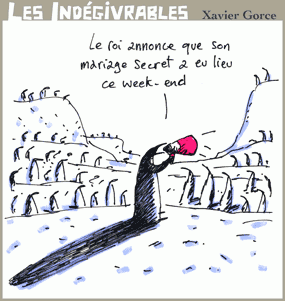 LES INDÉGIVRABLES Xavier Gorce
Le roi annonce que son
mariage secret a eu lieu
ce week-end